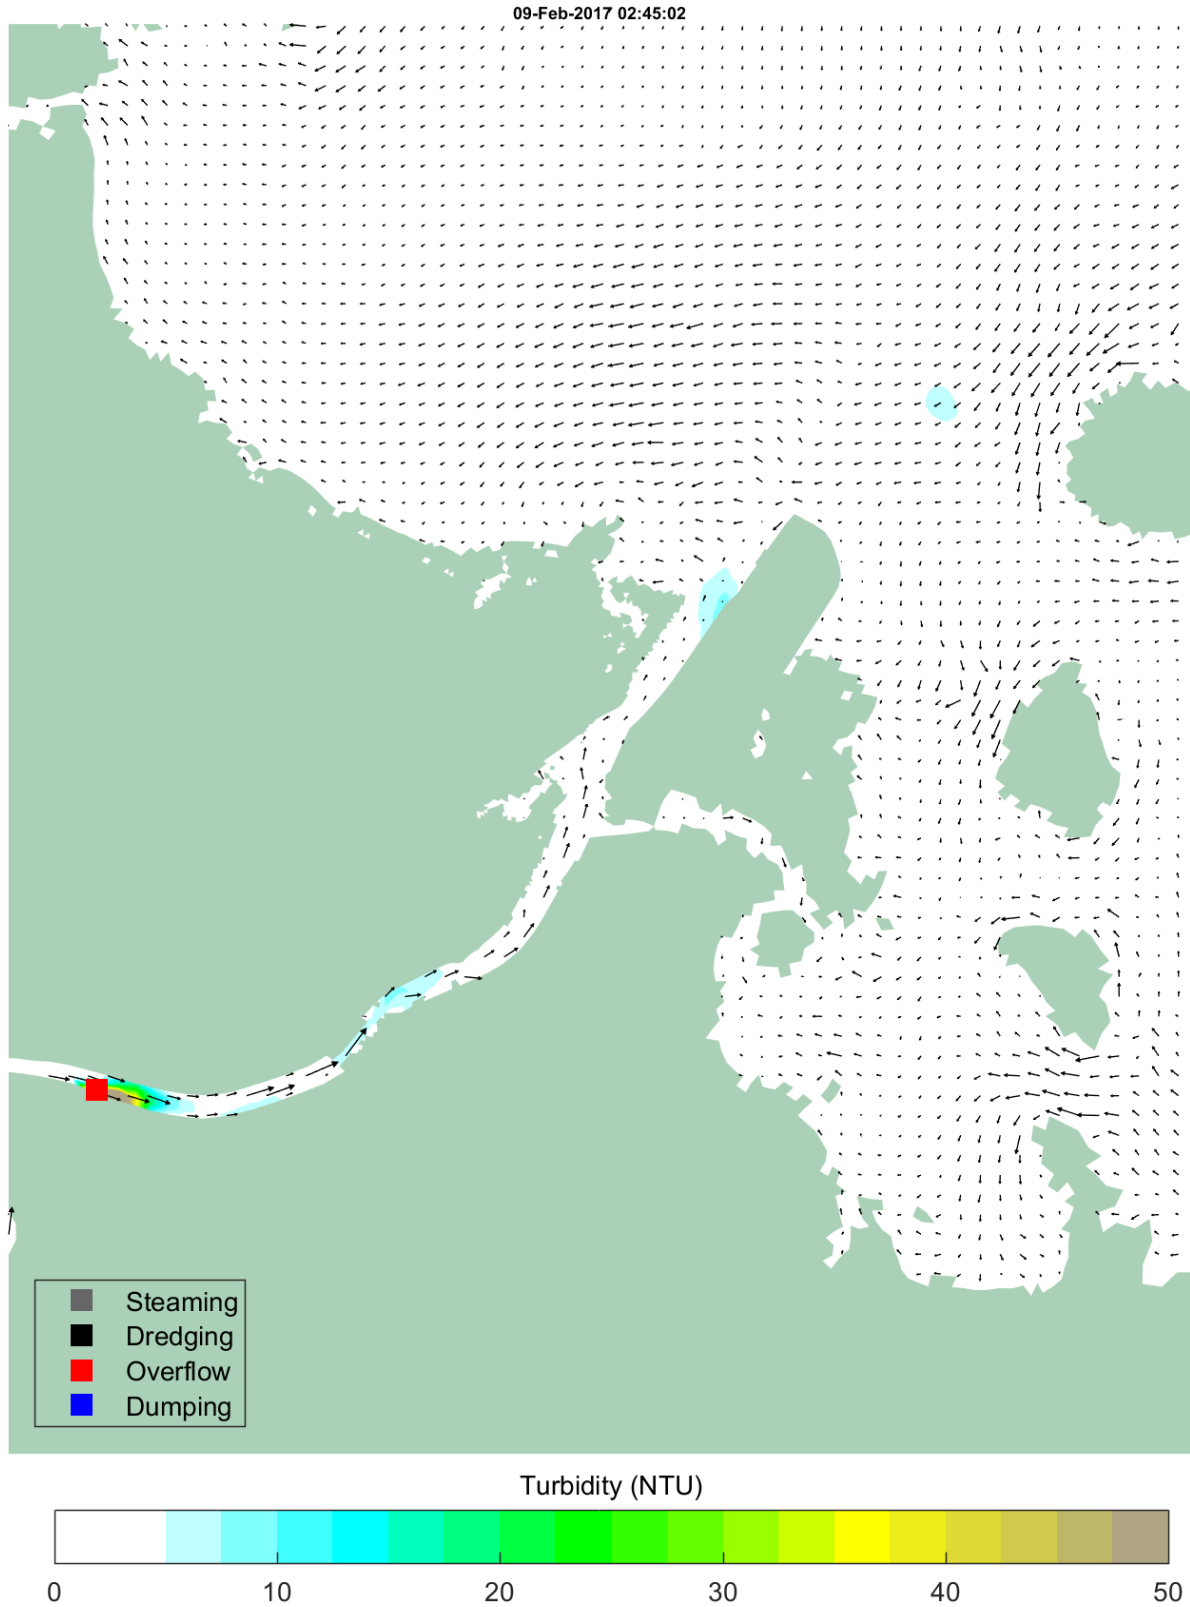 09-Feb-2017 02:45:02
Steaming
Dredging
Overflow
Dumping
Turbidity (NTU)
0 10 20 30 40 50